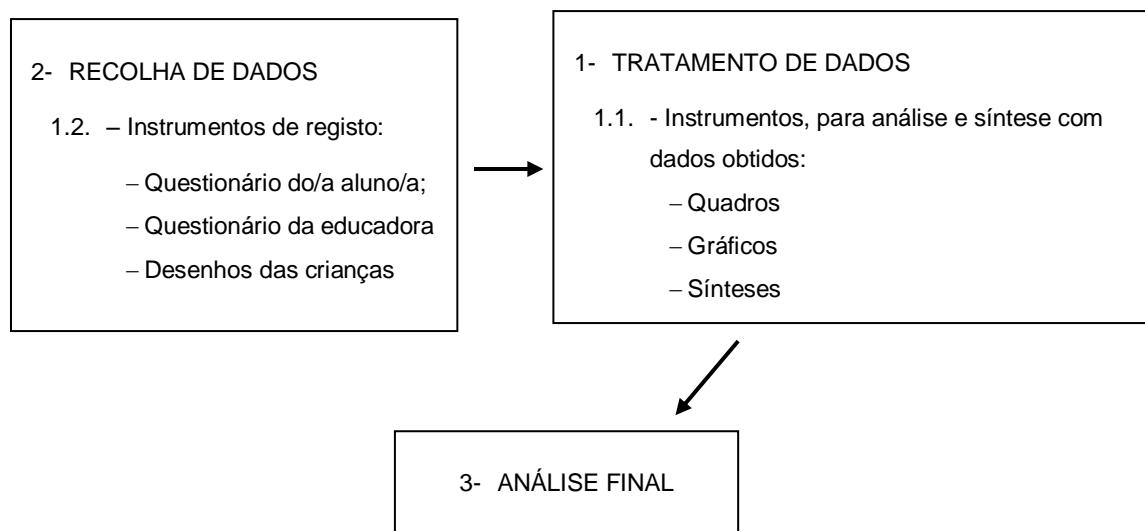 2- RECOLHA DE DADOS
1.2. – Instrumentos de registo:
– Questionário do/a aluno/a;
– Questionário da educadora
– Desenhos das crianças
1- TRATAMENTO DE DADOS
1.1. - Instrumentos, para análise e síntese com
dados obtidos:
– Quadros
– Gráficos
– Sínteses
3- ANÁLISE FINAL